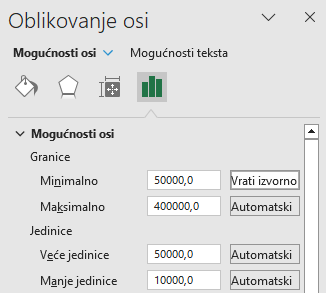 Oblikovanje osi
Mogućnosti osi Mogućnosti teksta
Mogućnosti osi
Granice
Minimalno 50000,0 Vrati izvorno
Maksimalno 400000,0 Automatski
Jedinice
Veće jedinice 50000,0 Automatski
Manje jedinice 10000,0 Automatski